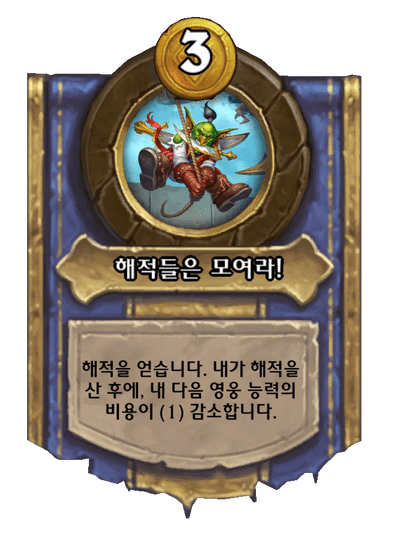 3
해적들은 모여라!
해적을 얻습니다. 내가 해적을
산 후에, 내 다음 영웅 능력의
비용이 (1) 감소합니다.